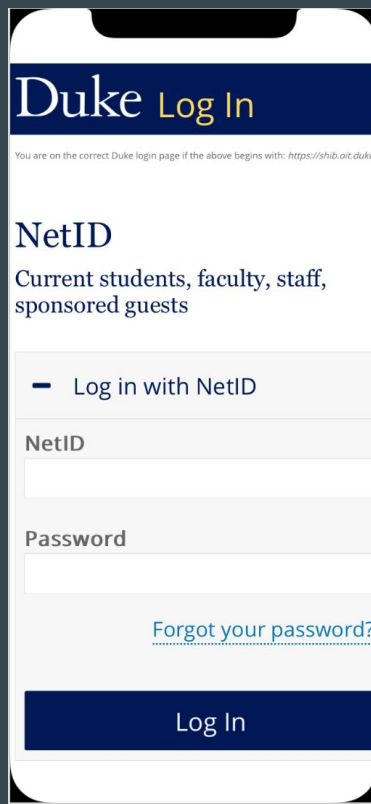 Duke Log In
You are on the correct Duke login page if the above begins with: https://shib.oit.duke
NetID
Current students, faculty, staff,
sponsored guests
Log in with NetID
NetID
Password
Forgot your password?
Log In